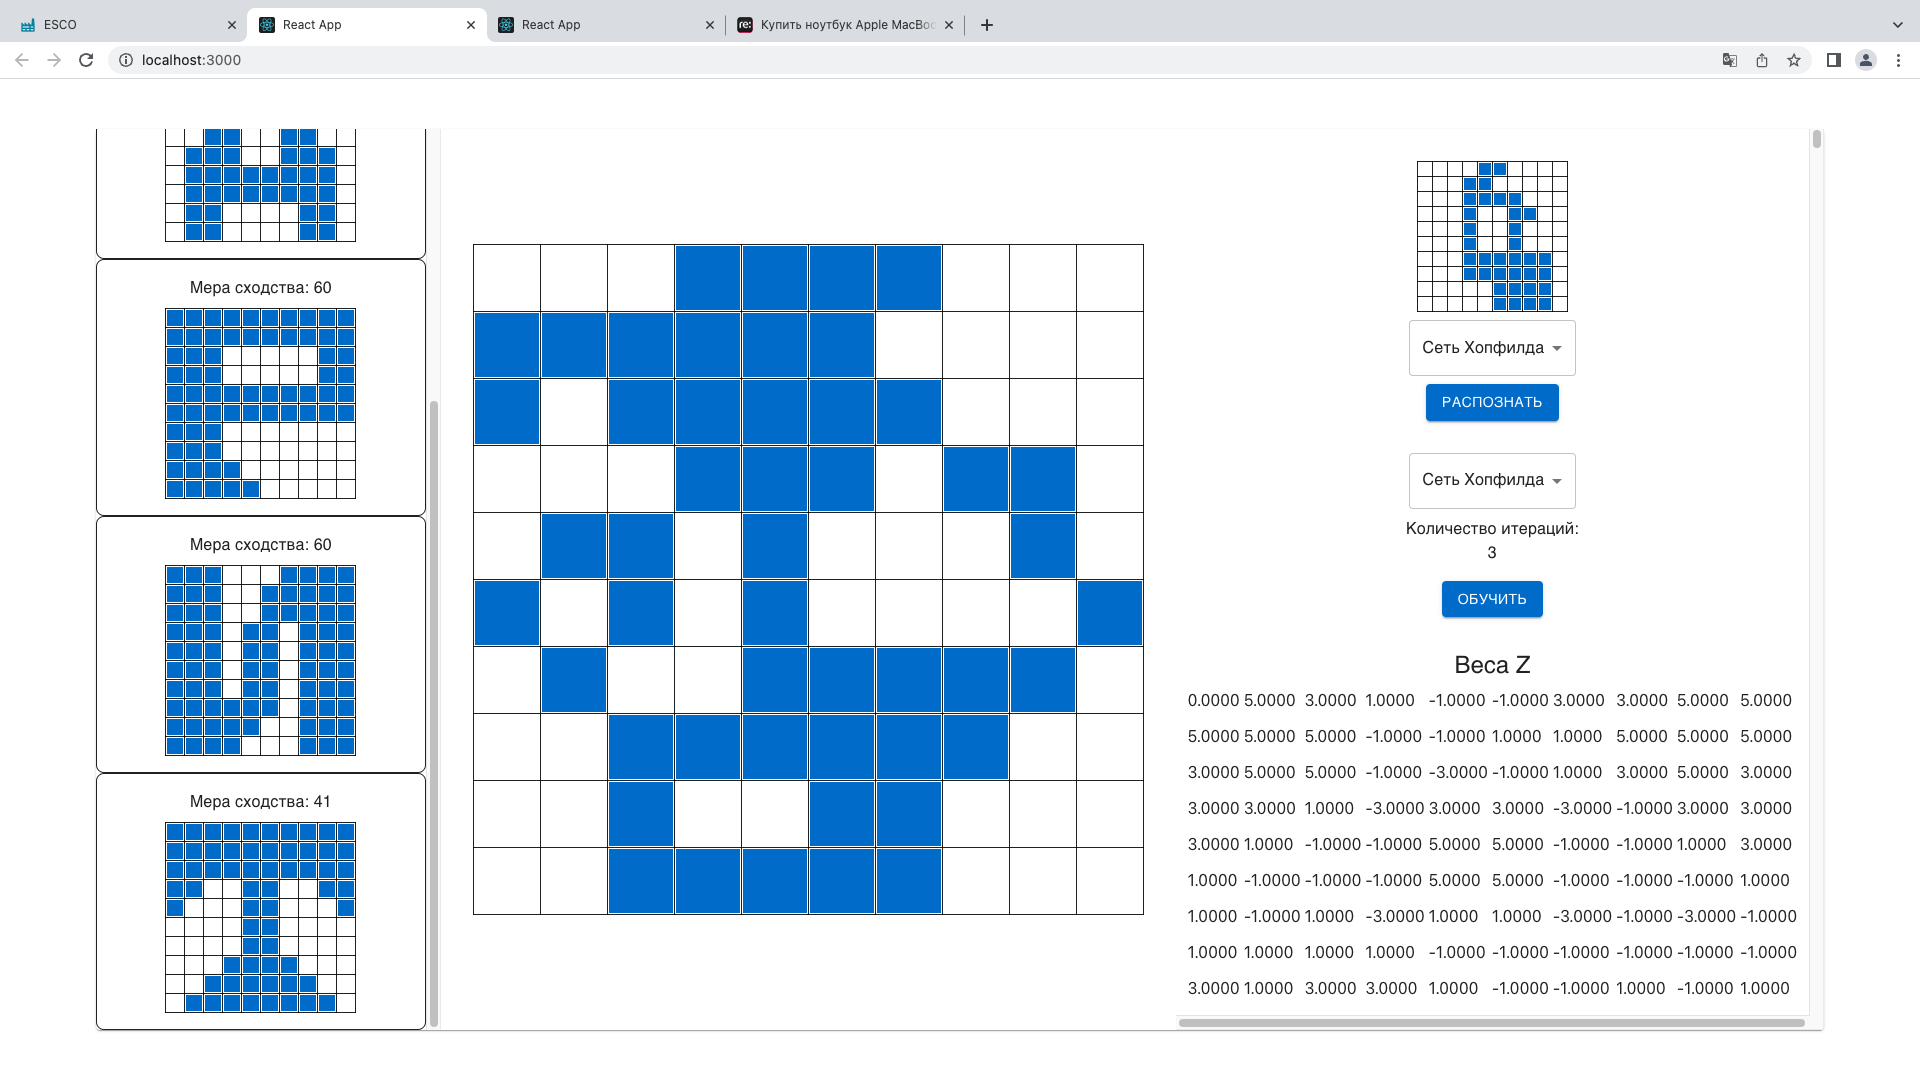 ESCO
React App
React App
Купить ноутбук Apple MacBoo
localhost:3000
Мера сходства: 60
Мера сходства: 60
Мера сходства: 41
Сеть Хопфилда
РАСПОЗНАТЬ
Сеть Хопфилда
Количество итераций:
3
ОБУЧИТЬ
Веса Z
0.0000 5.0000 3.0000 1.0000 -1.0000 -1.0000 3.0000 3.0000 5.0000 5.0000
5.0000 5.0000 5.0000 -1.0000 -1.0000 1.0000 1.0000 5.0000 5.0000 5.0000
3.0000 5.0000 5.0000 -1.0000 -3.0000 -1.0000 1.0000 3.0000 5.0000 3.0000
3.0000 3.0000 1.0000 -3.0000 3.0000 3.0000 -3.0000 -1.0000 3.0000 3.0000
3.0000 1.0000 -1.0000 -1.0000 5.0000 5.0000 -1.0000 -1.0000 1.0000 3.0000
1.0000 -1.0000 -1.0000 -1.0000 5.0000 5.0000 -1.0000 -1.0000 -1.0000 1.0000
1.0000 -1.0000 1.0000 -3.0000 1.0000 1.0000 -3.0000 -1.0000 -3.0000 -1.0000
1.0000 1.0000 1.0000 1.0000 -1.0000 -1.0000 -1.0000 -1.0000 -1.0000 -1.0000
3.0000 1.0000 3.0000 3.0000 1.0000 -1.0000 -1.0000 1.0000 -1.0000 1.0000